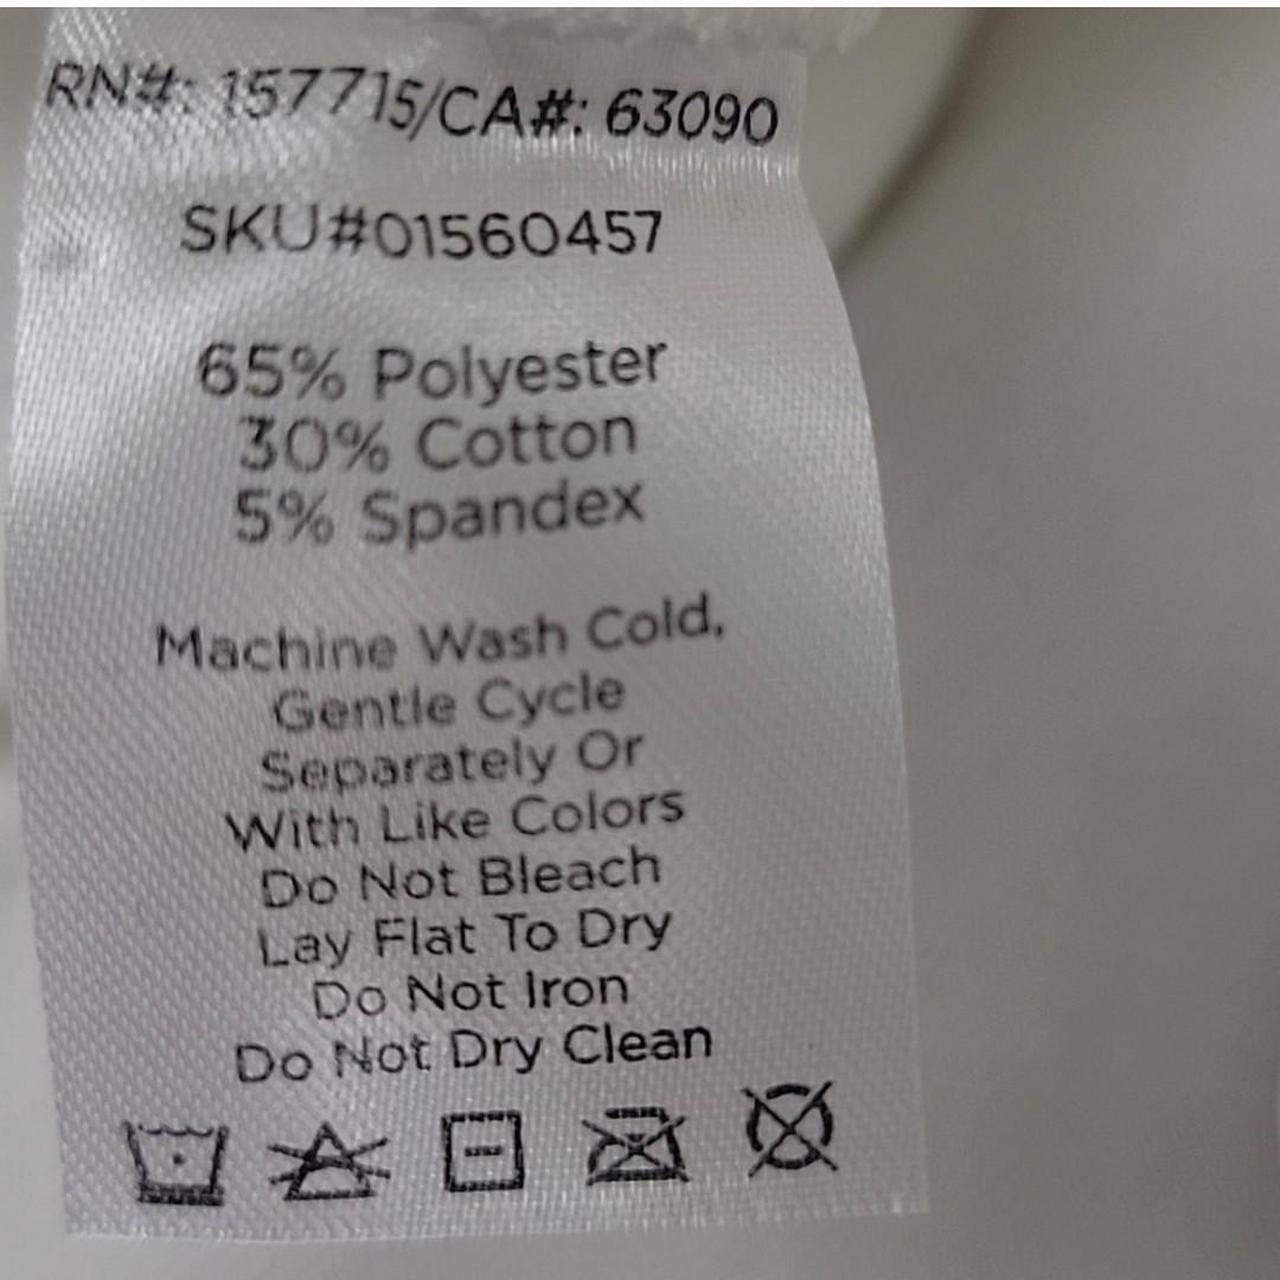 RN#: 157715/CA#: 63090
SKU#01560457
65% Polyester
30% Cotton
5% Spandex
Machine Wash Cold,
Gentle Cycle
Separately Or
With Like Colors
Do Not Bleach
Lay Flat To Dry
Do Not Iron
Do Not Dry Clean